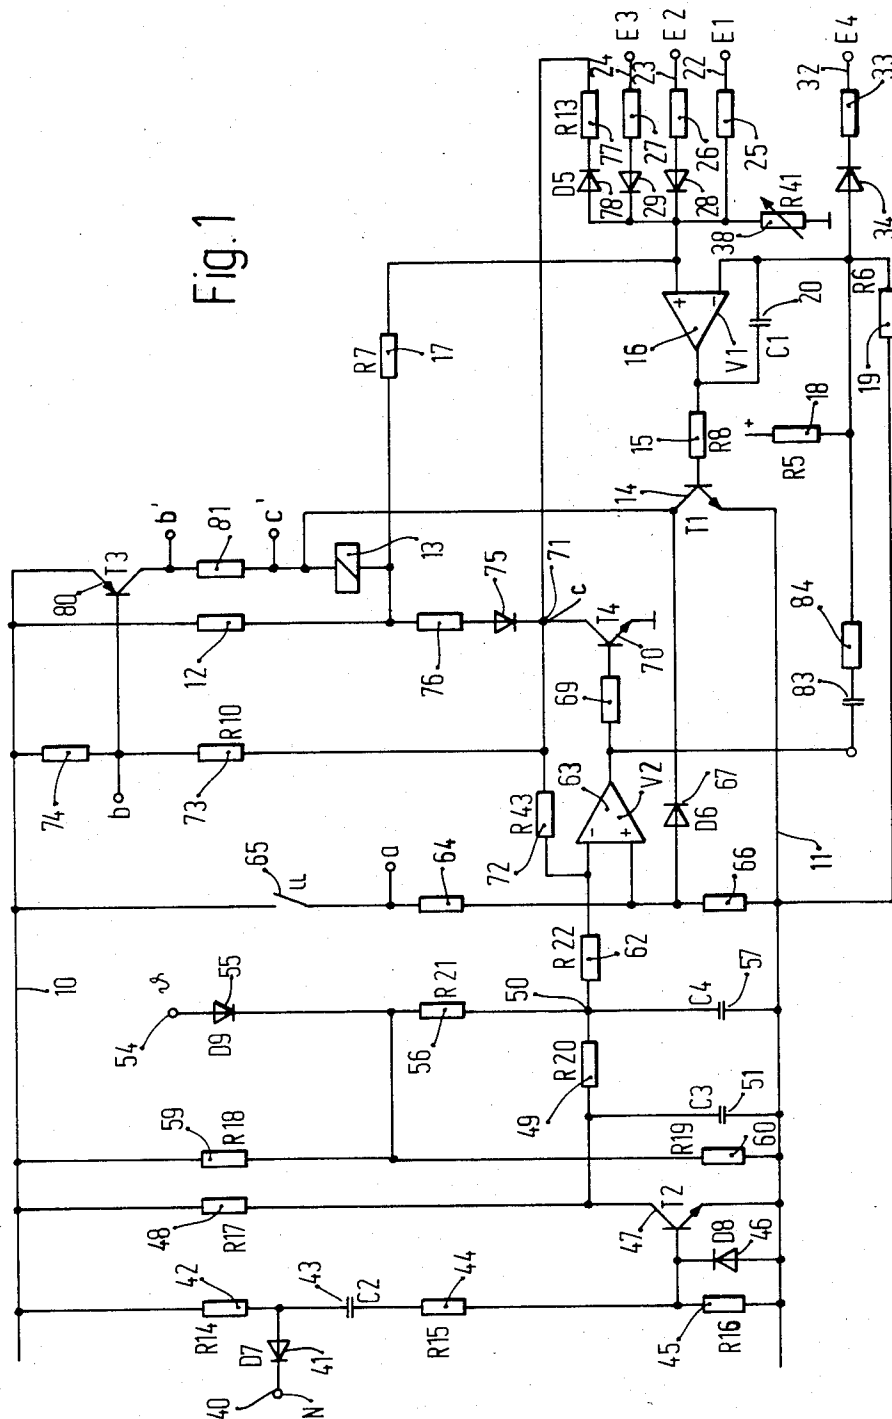 Fig.1
10
74
b
R10
73
12
80
T3
b'
81
c'
13
R7
17
76
75
71
c
T4
70
69
65
u
a
64
R43
72
63
V2
D6
67
66
11
83
84
54
ϑ
55
D9
R21
56
50
R22
62
R20
49
C4
57
C3
51
59
R18
R19
60
48
R17
47
T2
D8
46
42
R14
43
C2
44
R15
45
R16
D7
41
40
N
14
T1
15
R8
16
V1
+
−
−
+
20
C1
+
18
R5
19
R6
R13
77
D5
78
E3
24
27
29
E2
23
26
28
E1
22
25
38
R41
E4
32
33
34